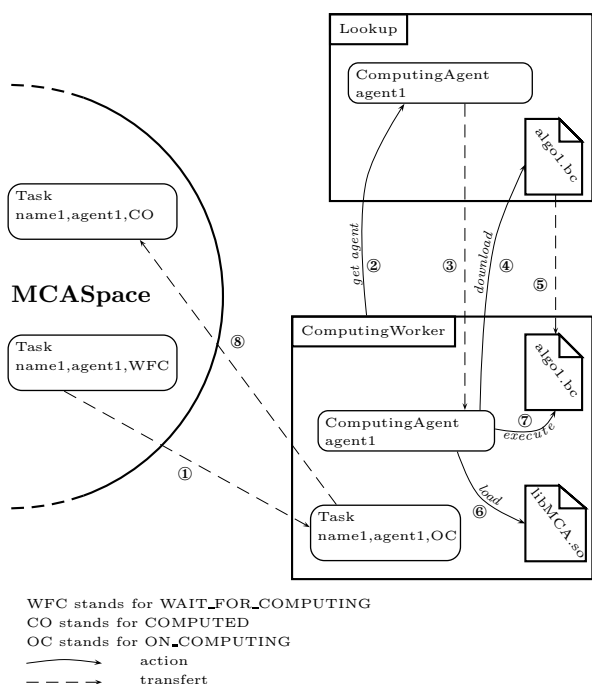 Lookup
ComputingAgent
agent1
algo1.bc
Task
name1,agent1,CO
get agent
②
③
download
④
⑤
MCASpace
ComputingWorker
⑧
Task
name1,agent1,WFC
algo1.bc
ComputingAgent
agent1
⑦
execute
①
load
⑥
libMCA.so
Task
name1,agent1,OC
WFC stands for WAIT_FOR_COMPUTING
CO stands for COMPUTED
OC stands for ON_COMPUTING
action
transfert